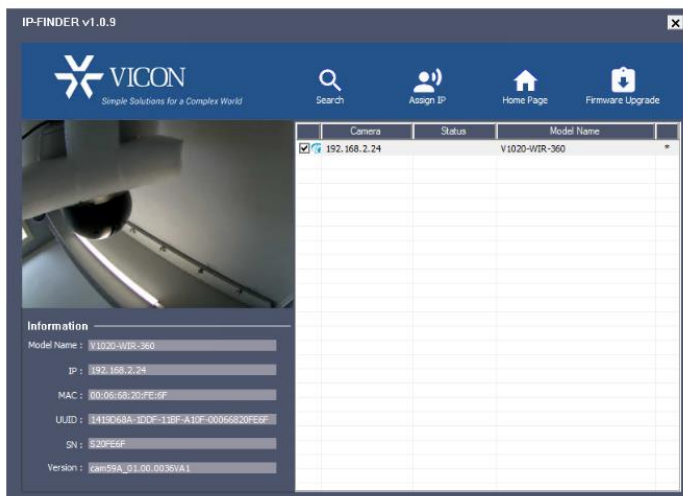 IP-FINDER v1.0.9
VICON
Simple Solutions for a Complex World
Search
Assign IP
Home Page
Firmware Upgrade
Camera Status Model Name
192.168.2.24 V1020-WIR-360 *
Information
Model Name : V1020-WIR-360
IP : 192.168.2.24
MAC : 00:06:68:20:FE:6F
UUID : 1419D68A-1DDF-11BF-A10F-00066820FE6F
SN : S20FE6F
Version : cam59A_01.00.0036VA1